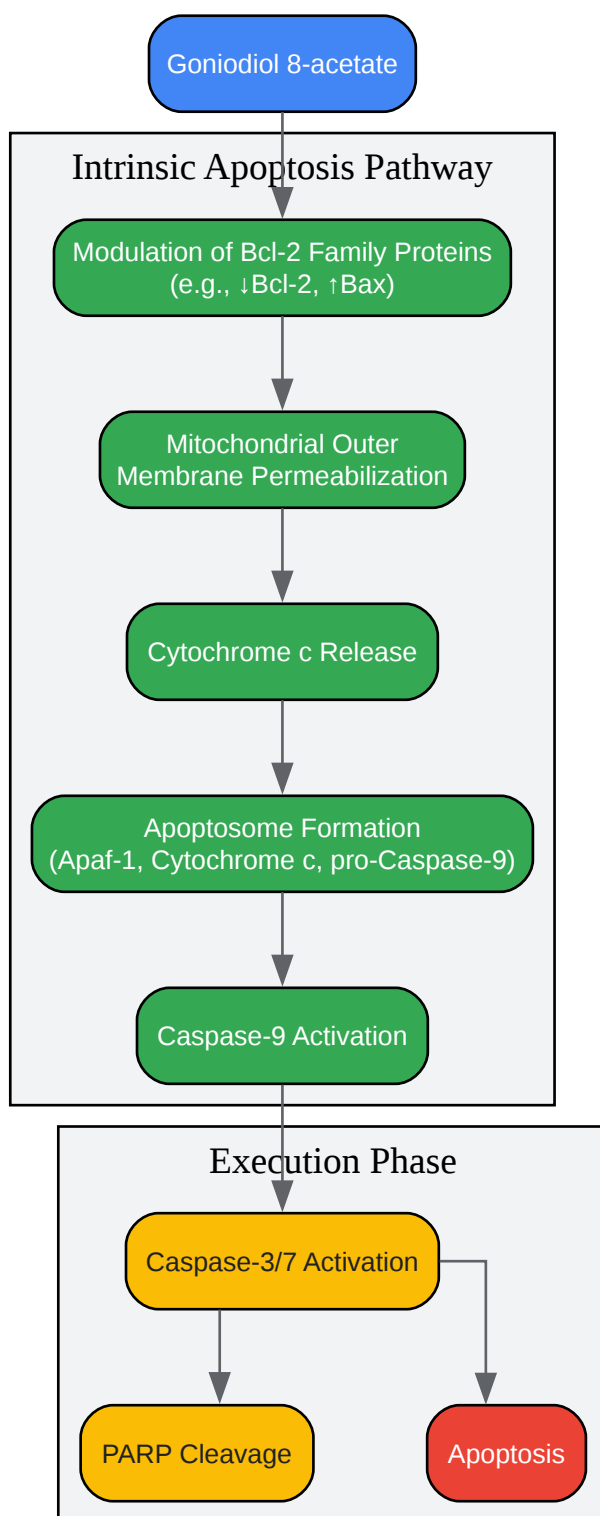 Goniodiol 8-acetate
Intrinsic Apoptosis Pathway
Modulation of Bcl-2 Family Proteins
(e.g., ↓Bcl-2, ↑Bax)
Mitochondrial Outer
Membrane Permeabilization
Cytochrome c Release
Apoptosome Formation
(Apaf-1, Cytochrome c, pro-Caspase-9)
Caspase-9 Activation
Execution Phase
Caspase-3/7 Activation
PARP Cleavage
Apoptosis